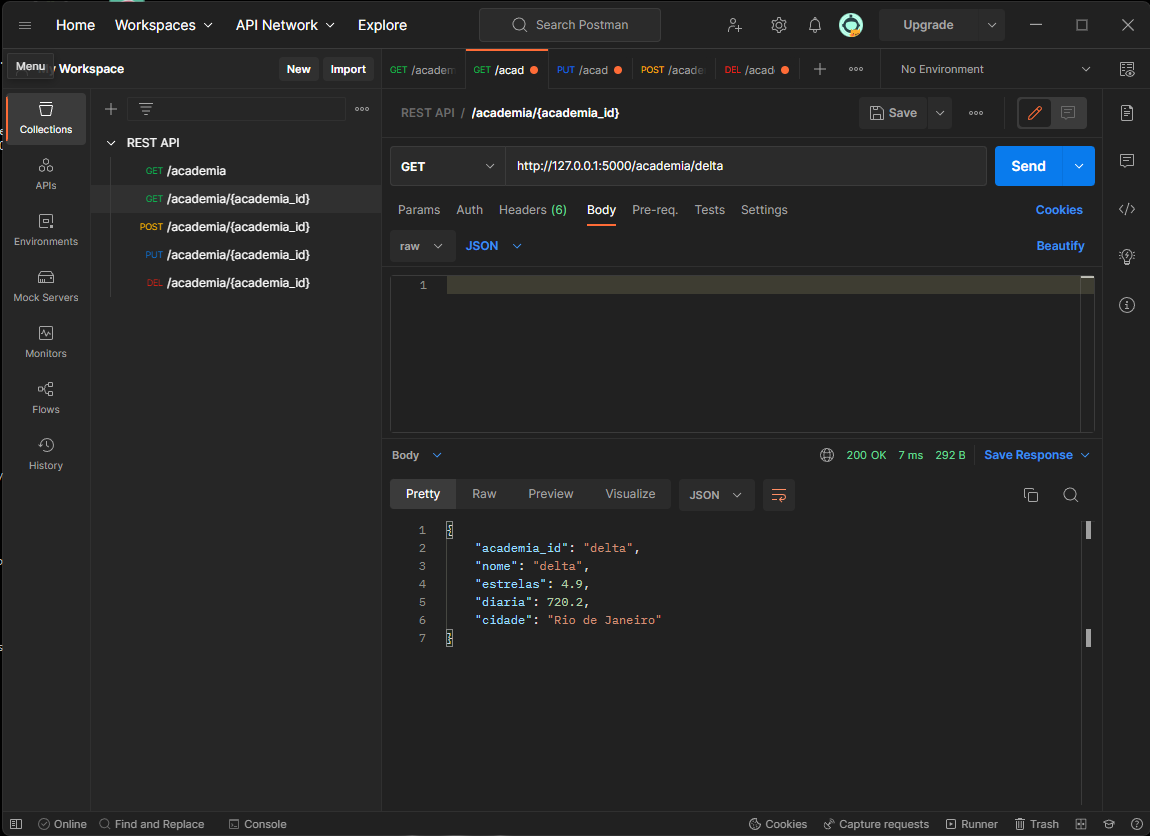 Home Workspaces API Network Explore Search Postman Upgrade
Menu
Workspace New Import
GET /academ GET /acad PUT /acad POST /acade DEL /acad No Environment
REST API / /academia/{academia_id} Save
Collections
APIs
Environments
Mock Servers
Monitors
Flows
History
REST API
GET /academia
GET /academia/{academia_id}
POST /academia/{academia_id}
PUT /academia/{academia_id}
DEL /academia/{academia_id}
GET http://127.0.0.1:5000/academia/delta Send
Params Auth Headers (6) Body Pre-req. Tests Settings Cookies
raw JSON Beautify
1
Body 200 OK 7 ms 292 B Save Response
Pretty Raw Preview Visualize JSON
1 {
2 "academia_id": "delta",
3 "nome": "delta",
4 "estrelas": 4.9,
5 "diaria": 720.2,
6 "cidade": "Rio de Janeiro"
7 }
Online Find and Replace Console Cookies Capture requests Runner Trash